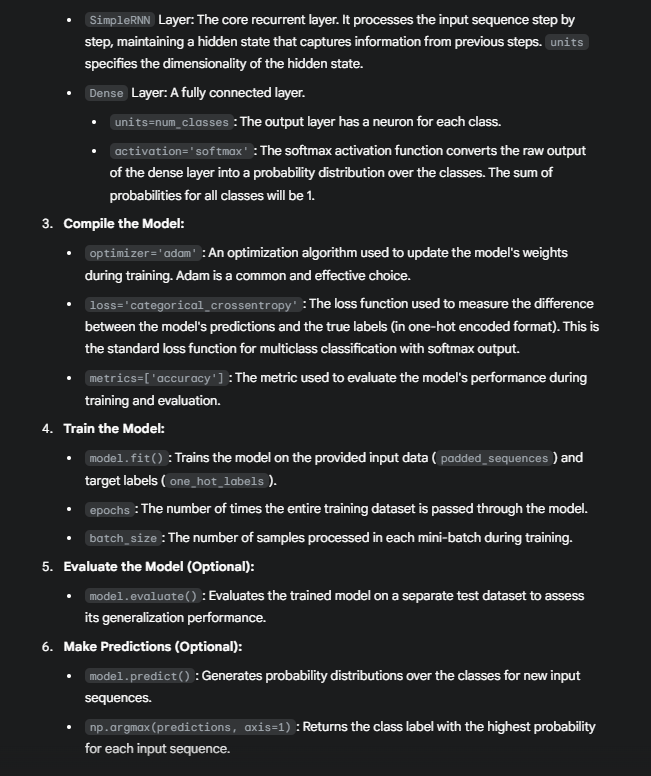 • SimpleRNN Layer: The core recurrent layer. It processes the input sequence step by
step, maintaining a hidden state that captures information from previous steps. units
specifies the dimensionality of the hidden state.
• Dense Layer: A fully connected layer.
• units=num_classes: The output layer has a neuron for each class.
• activation='softmax': The softmax activation function converts the raw output
of the dense layer into a probability distribution over the classes. The sum of
probabilities for all classes will be 1.
3. Compile the Model:
• optimizer='adam': An optimization algorithm used to update the model's weights
during training. Adam is a common and effective choice.
• loss='categorical_crossentropy': The loss function used to measure the difference
between the model's predictions and the true labels (in one-hot encoded format). This is
the standard loss function for multiclass classification with softmax output.
• metrics=['accuracy']: The metric used to evaluate the model's performance during
training and evaluation.
4. Train the Model:
• model.fit(): Trains the model on the provided input data (padded_sequences) and
target labels (one_hot_labels).
• epochs: The number of times the entire training dataset is passed through the model.
• batch_size: The number of samples processed in each mini-batch during training.
5. Evaluate the Model (Optional):
• model.evaluate(): Evaluates the trained model on a separate test dataset to assess
its generalization performance.
6. Make Predictions (Optional):
• model.predict(): Generates probability distributions over the classes for new input
sequences.
• np.argmax(predictions, axis=1): Returns the class label with the highest probability
for each input sequence.